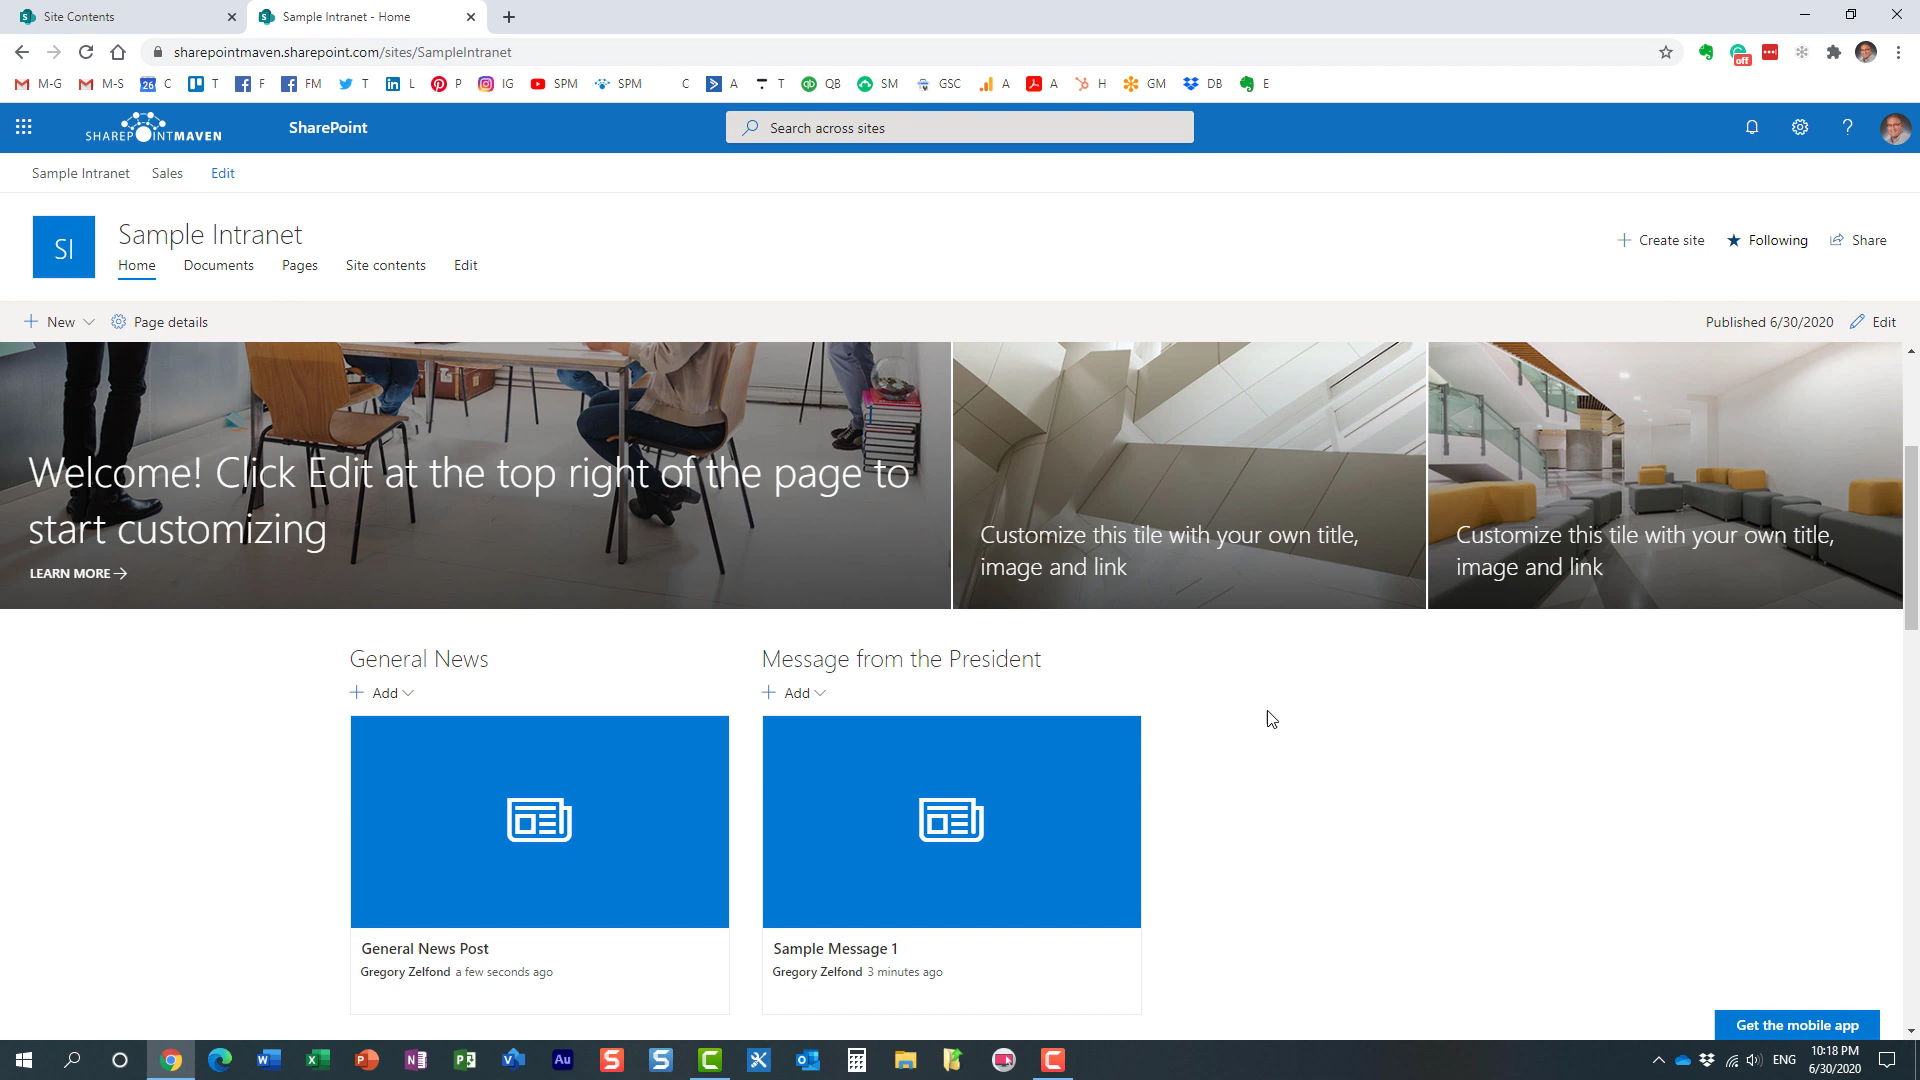 Site Contents
Sample Intranet - Home
sharepointmaven.sharepoint.com/sites/SampleIntranet
M-G
M-S
26
C
T
F
FM
T
L
P
IG
SPM
SPM
C
A
T
QB
SM
GSC
A
A
H
GM
DB
E
off
SHAREPOINTMAVEN
SharePoint
Search across sites
Sample Intranet
Sales
Edit
SI
Sample Intranet
Home
Documents
Pages
Site contents
Edit
Create site
Following
Share
New
Page details
Published 6/30/2020
Edit
Welcome! Click Edit at the top right of the page to
start customizing
LEARN MORE
Customize this tile with your own title,
image and link
Customize this tile with your own title,
image and link
General News
Add
General News Post
Gregory Zelfond a few seconds ago
Message from the President
Add
Sample Message 1
Gregory Zelfond 3 minutes ago
Get the mobile app
Au
ENG
10:18 PM
6/30/2020